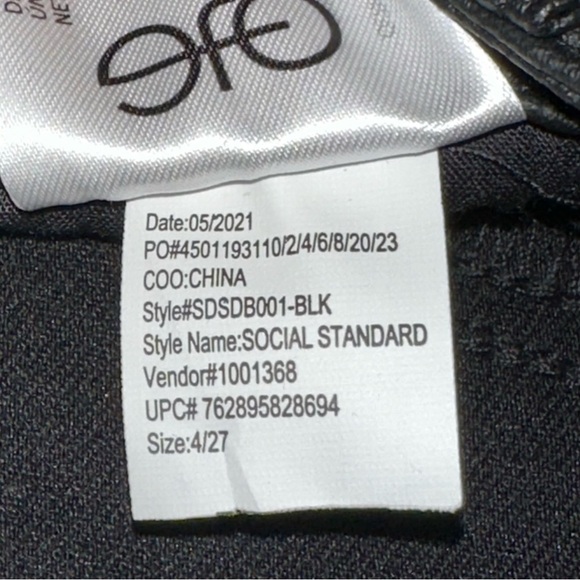 Date:05/2021
PO#4501193110/2/4/6/8/20/23
COO:CHINA
Style#SDSDB001-BLK
Style Name:SOCIAL STANDARD
Vendor#1001368
UPC# 762895828694
Size:4/27